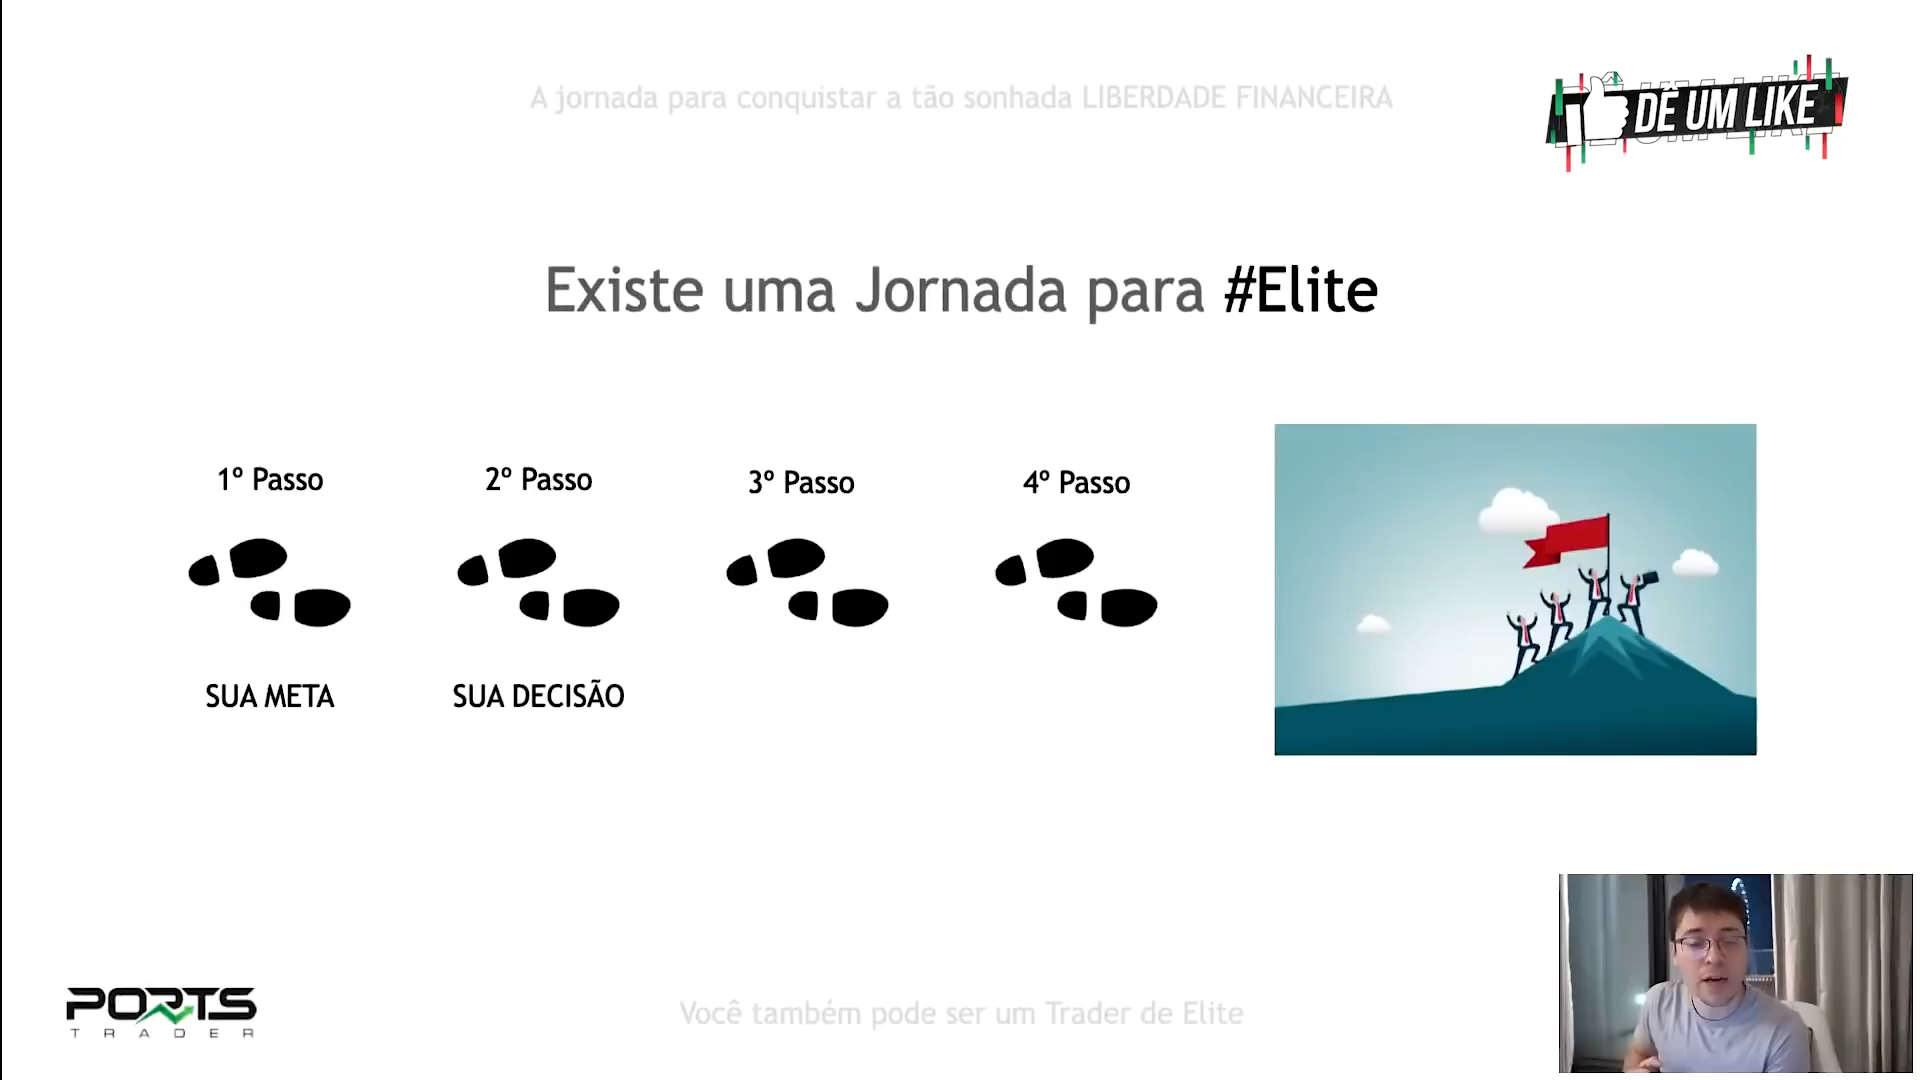 A jornada para conquistar a tão sonhada LIBERDADE FINANCEIRA
DÊ UM LIKE
Existe uma Jornada para #Elite
1º Passo
2º Passo
3º Passo
4º Passo
SUA META
SUA DECISÃO
PORTS
TRADER
Você também pode ser um Trader de Elite